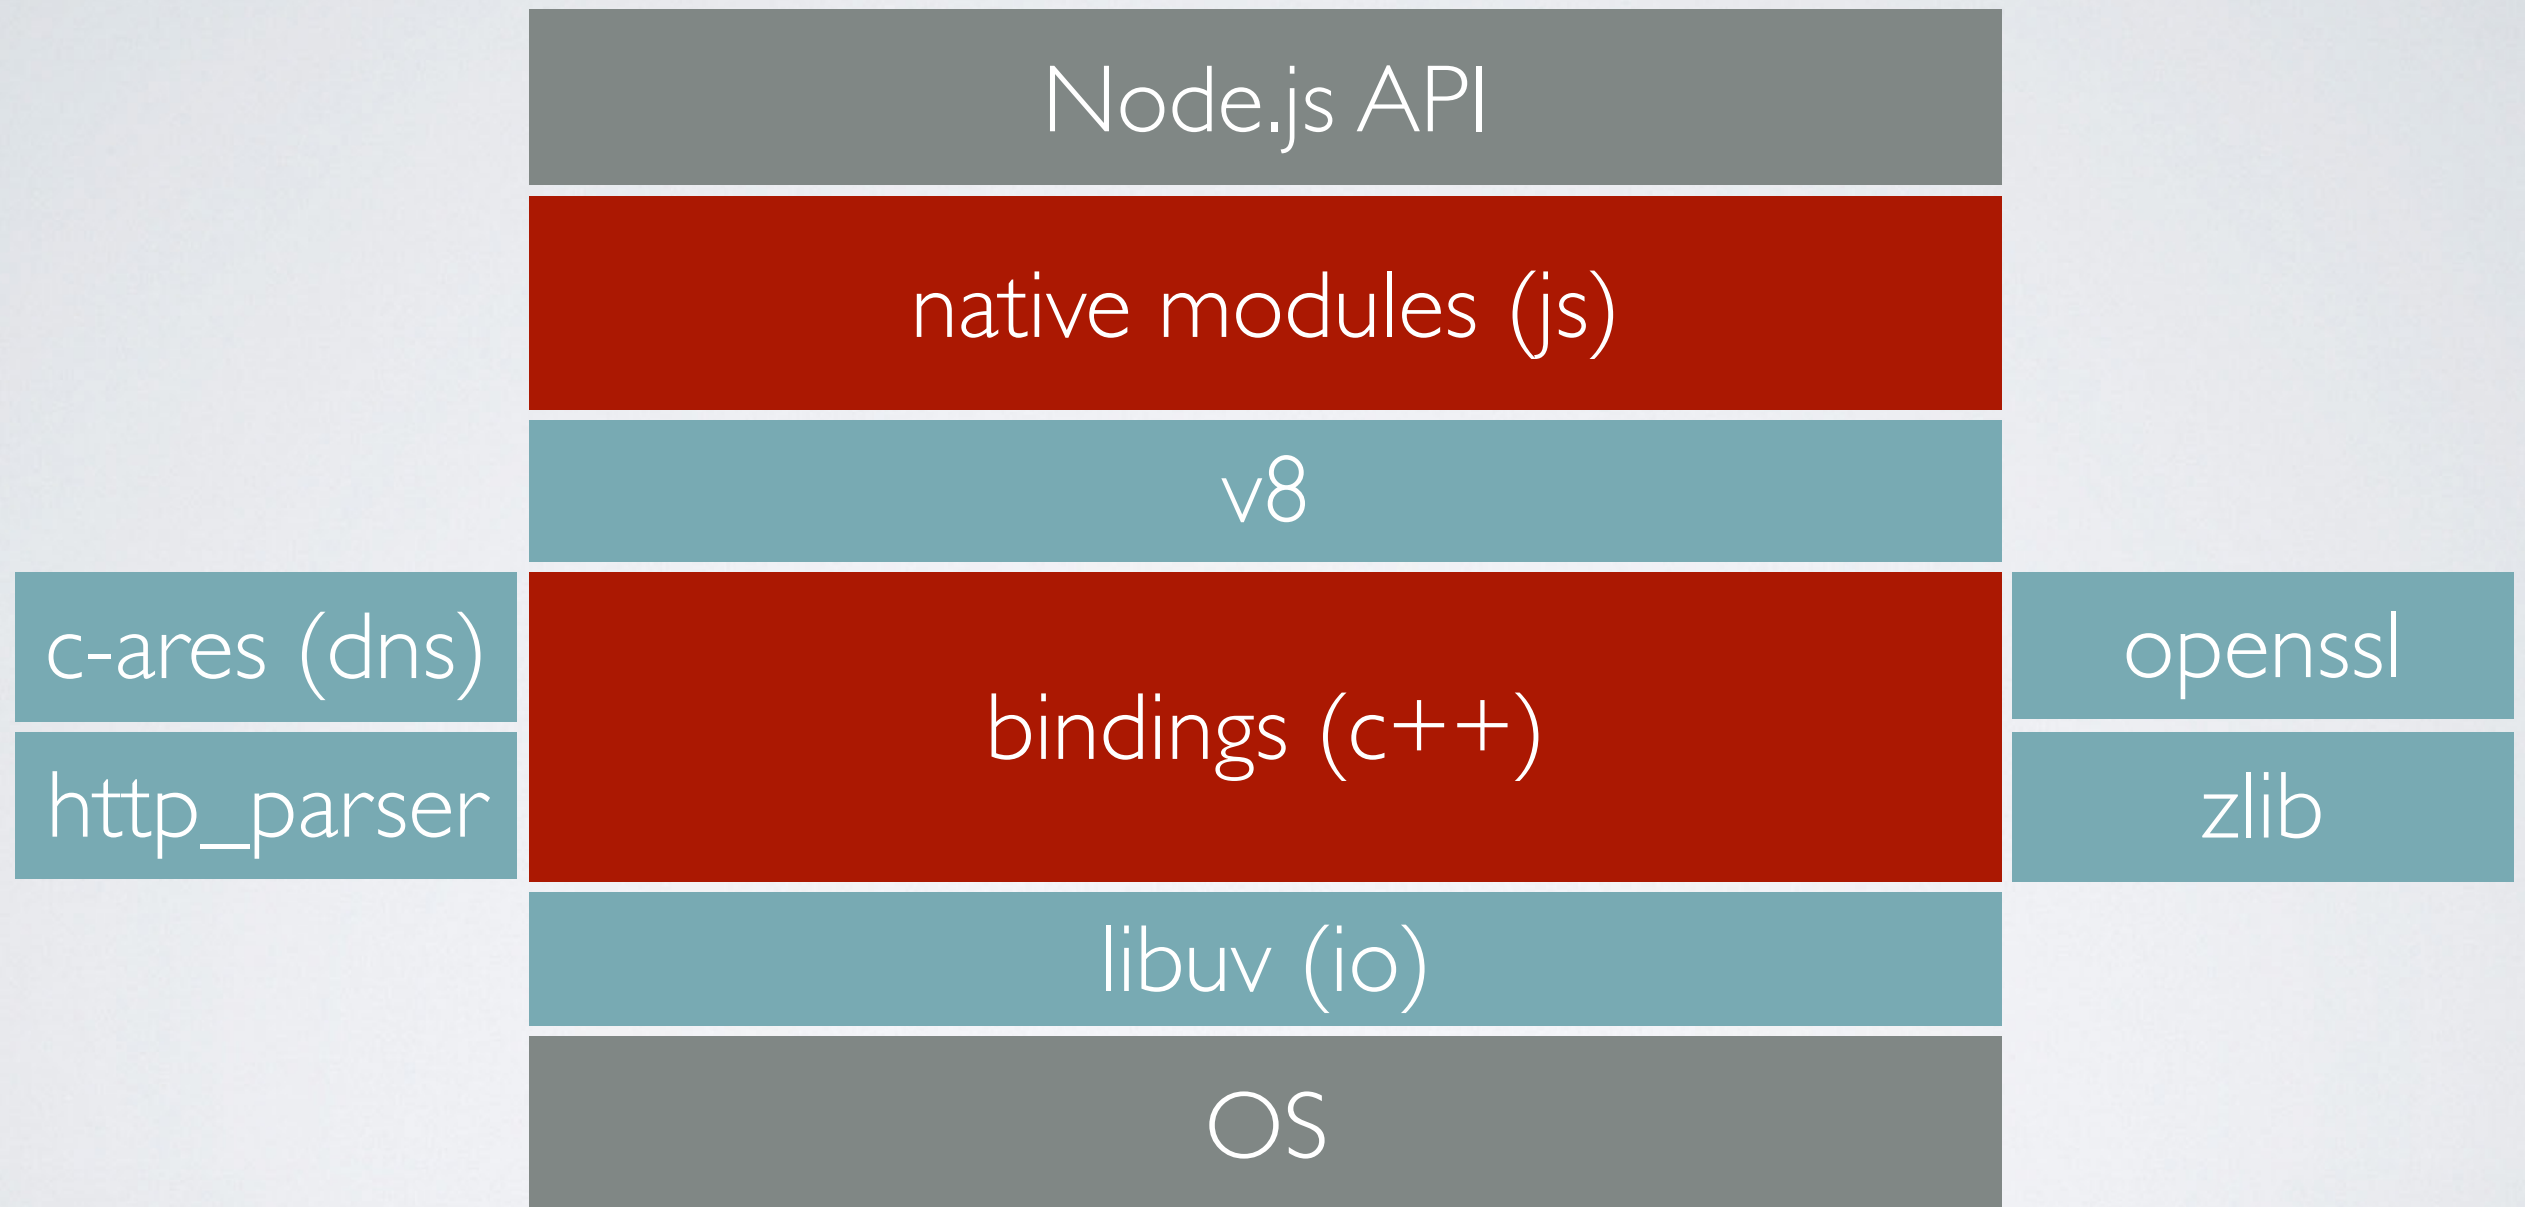 Node.js API
native modules (js)
v8
c-ares (dns)
http_parser
bindings (c++)
openssl
zlib
libuv (io)
OS